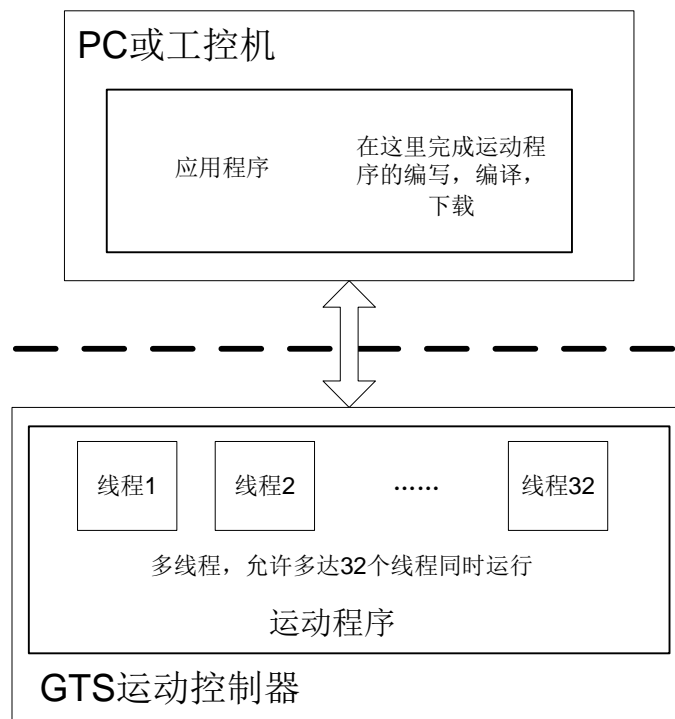 PC或工控机
应用程序
在这里完成运动程
序的编写，编译，
下载
线程1
线程2
……
线程32
多线程，允许多达32个线程同时运行
运动程序
GTS运动控制器